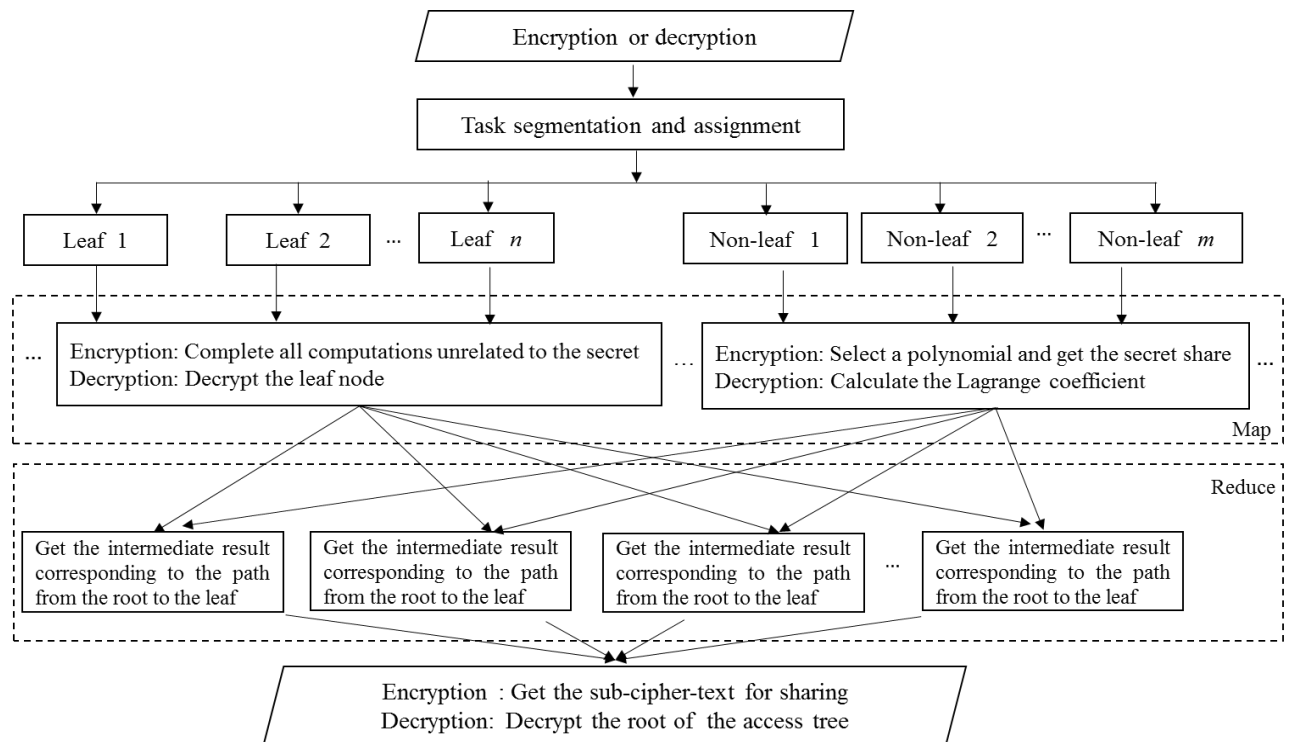 Encryption or decryption
Task segmentation and assignment
Leaf 1
Leaf 2
...
Leaf n
Non-leaf 1
Non-leaf 2
...
Non-leaf m
...
Encryption: Complete all computations unrelated to the secret
Decryption: Decrypt the leaf node
...
Encryption: Select a polynomial and get the secret share
Decryption: Calculate the Lagrange coefficient
...
Map
Reduce
Get the intermediate result
corresponding to the path
from the root to the leaf
Get the intermediate result
corresponding to the path
from the root to the leaf
Get the intermediate result
corresponding to the path
from the root to the leaf
...
Get the intermediate result
corresponding to the path
from the root to the leaf
Encryption : Get the sub-cipher-text for sharing
Decryption: Decrypt the root of the access tree